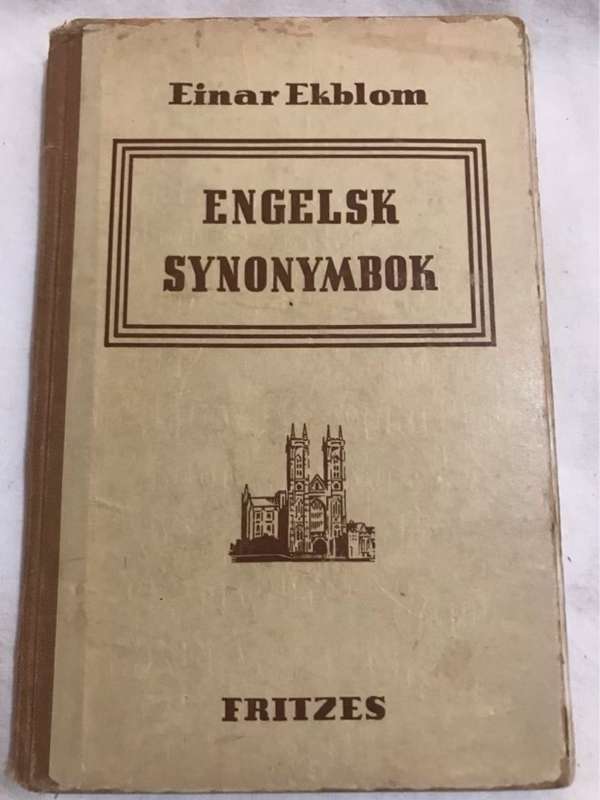 Einar Ekblom
ENGELSK
SYNONYMBOK
FRITZES